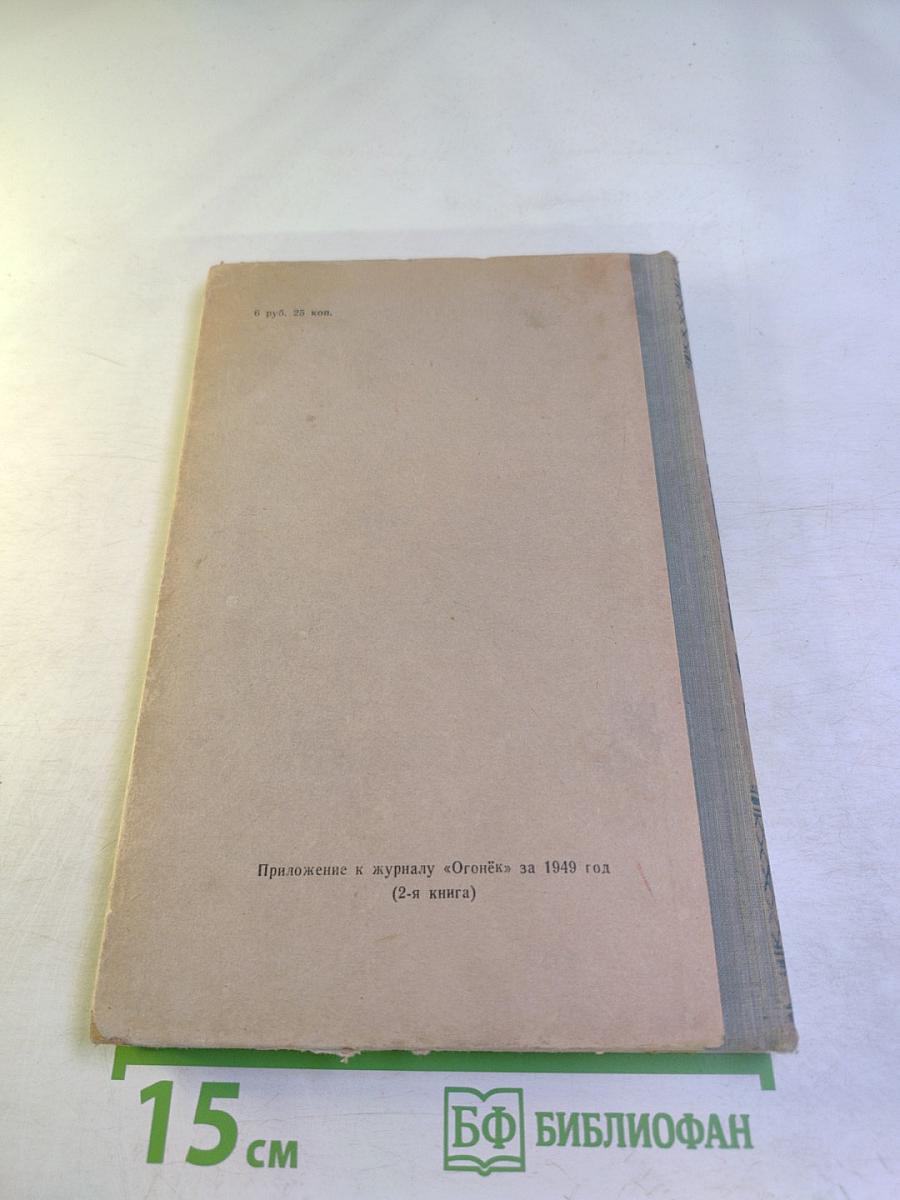 6 руб. 25 коп.
Приложение к журналу «Огонёк» за 1949 год
(2-я книга)
15 см
БФ БИБЛИОФАН